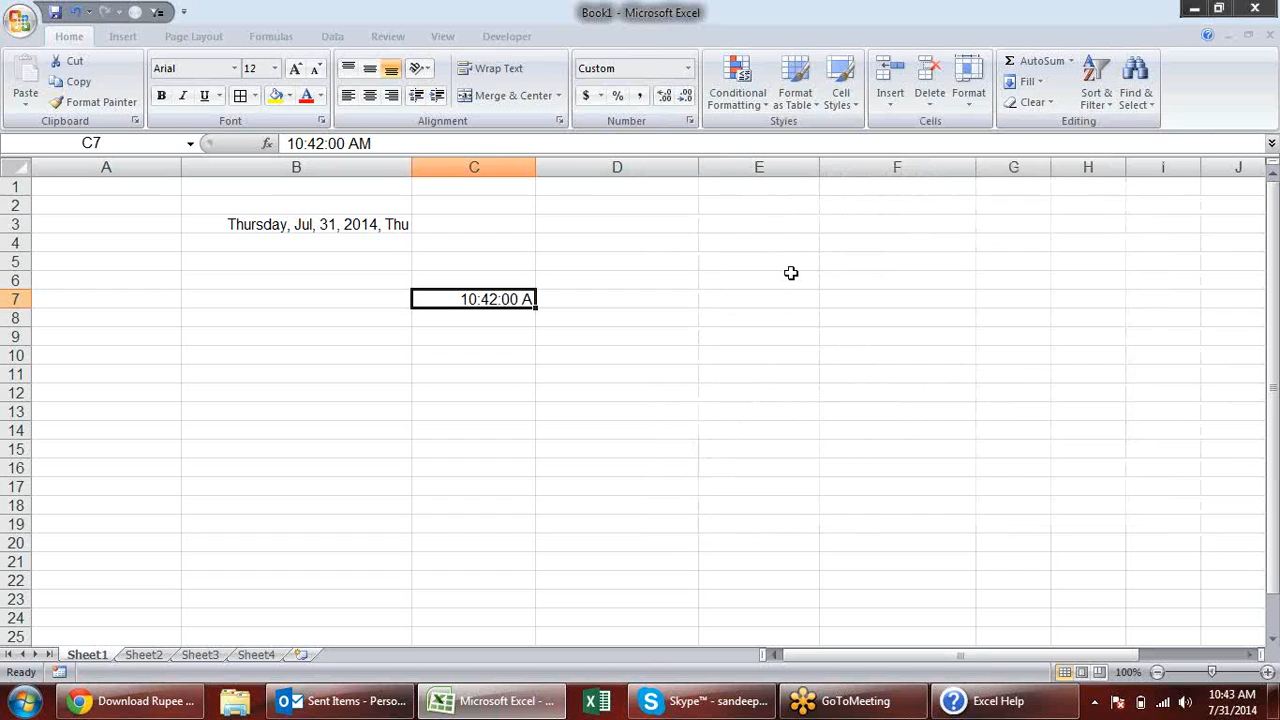 Book1 - Microsoft Excel
Home Insert Page Layout Formulas Data Review View Developer
Paste Cut Copy Format Painter Clipboard
Arial 12 A A B I U A Font
Wrap Text Merge & Center Alignment
Custom $ % , .0 .00 .00 .0 Number
Conditional Formatting Format as Table Cell Styles Styles
Insert Delete Format Cells
Σ AutoSum Fill Clear Sort & Filter Find & Select Editing
C7 fx 10:42:00 AM
A B C D E F G H I J
1
2
3 Thursday, Jul, 31, 2014, Thu
4
5
6
7 10:42:00 A
8
9
10
11
12
13
14
15
16
17
18
19
20
21
22
23
24
25
Sheet1 Sheet2 Sheet3 Sheet4
Ready 100%
Download Rupee ... Sent Items - Perso... Microsoft Excel - ... Skype™ - sandeep... GoToMeeting Excel Help 10:43 AM
7/31/2014